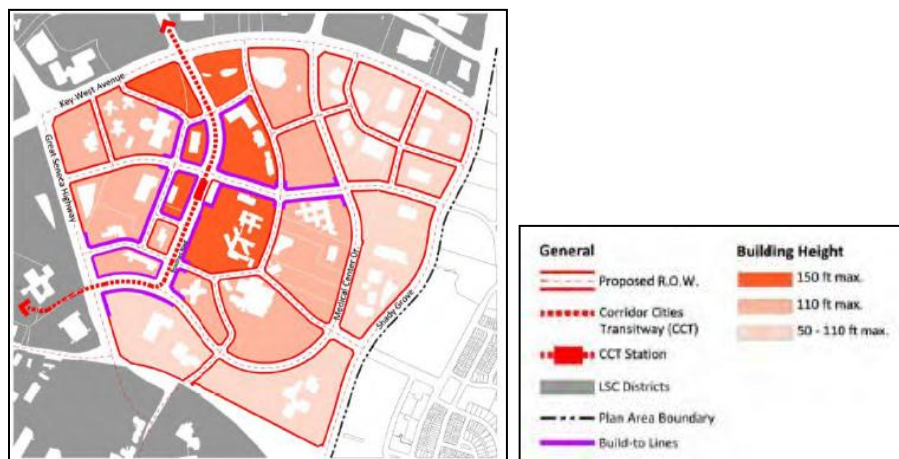 Key West Avenue
Great Seneca Highway
Medical Center Dr.
Shady Grove
General
Proposed R.O.W.
Corridor Cities
Transitway (CCT)
CCT Station
LSC Districts
Plan Area Boundary
Build-to Lines
Building Height
150 ft max.
110 ft max.
50 - 110 ft max.